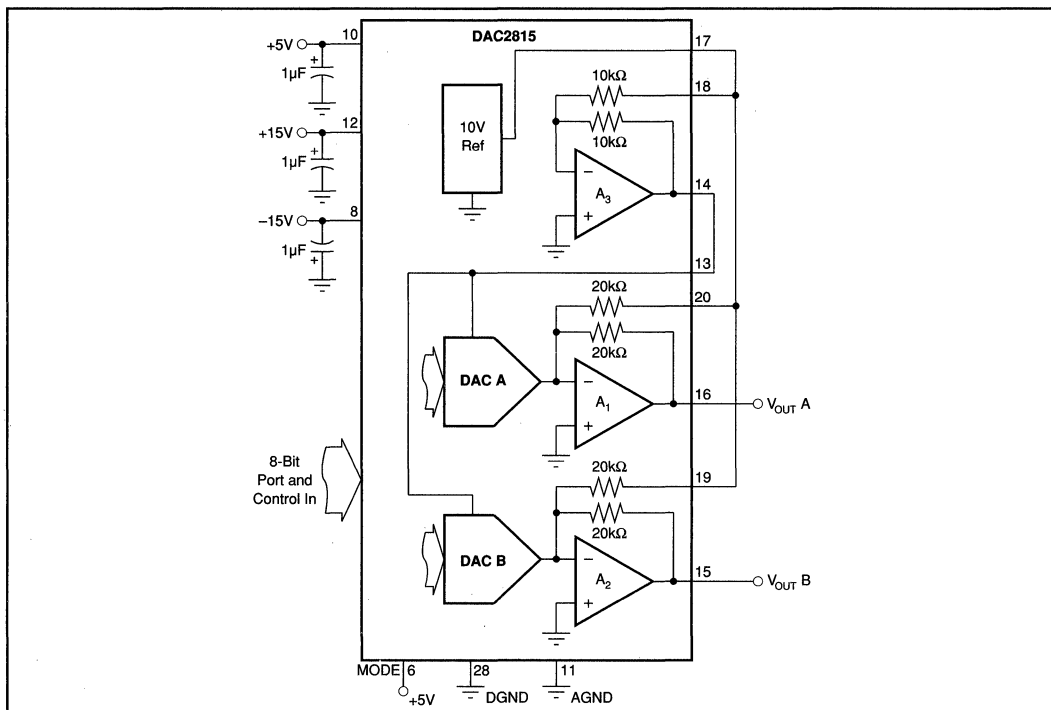 DAC2815
+5V
10
1µF
+
+15V
12
1µF
+
–15V
8
1µF
+
10V
Ref
17
10kΩ
18
10kΩ
–
A3
+
14
13
20kΩ
20
20kΩ
DAC A
–
A1
+
16
VOUT A
8-Bit
Port and
Control In
20kΩ
19
20kΩ
DAC B
–
A2
+
15
VOUT B
MODE
6
+5V
28
DGND
11
AGND